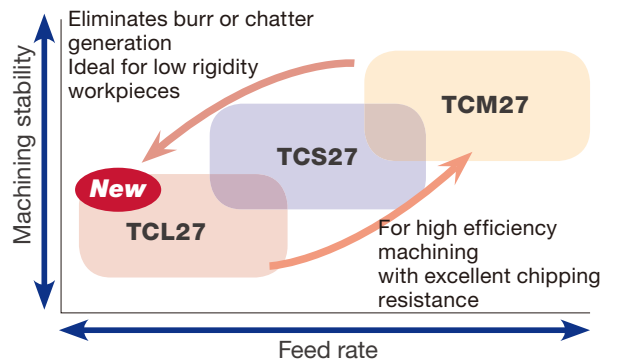 Eliminates burr or chatter
generation
Ideal for low rigidity
workpieces
Machining stability
TCM27
TCS27
New
TCL27
For high efficiency
machining
with excellent chipping
resistance
Feed rate